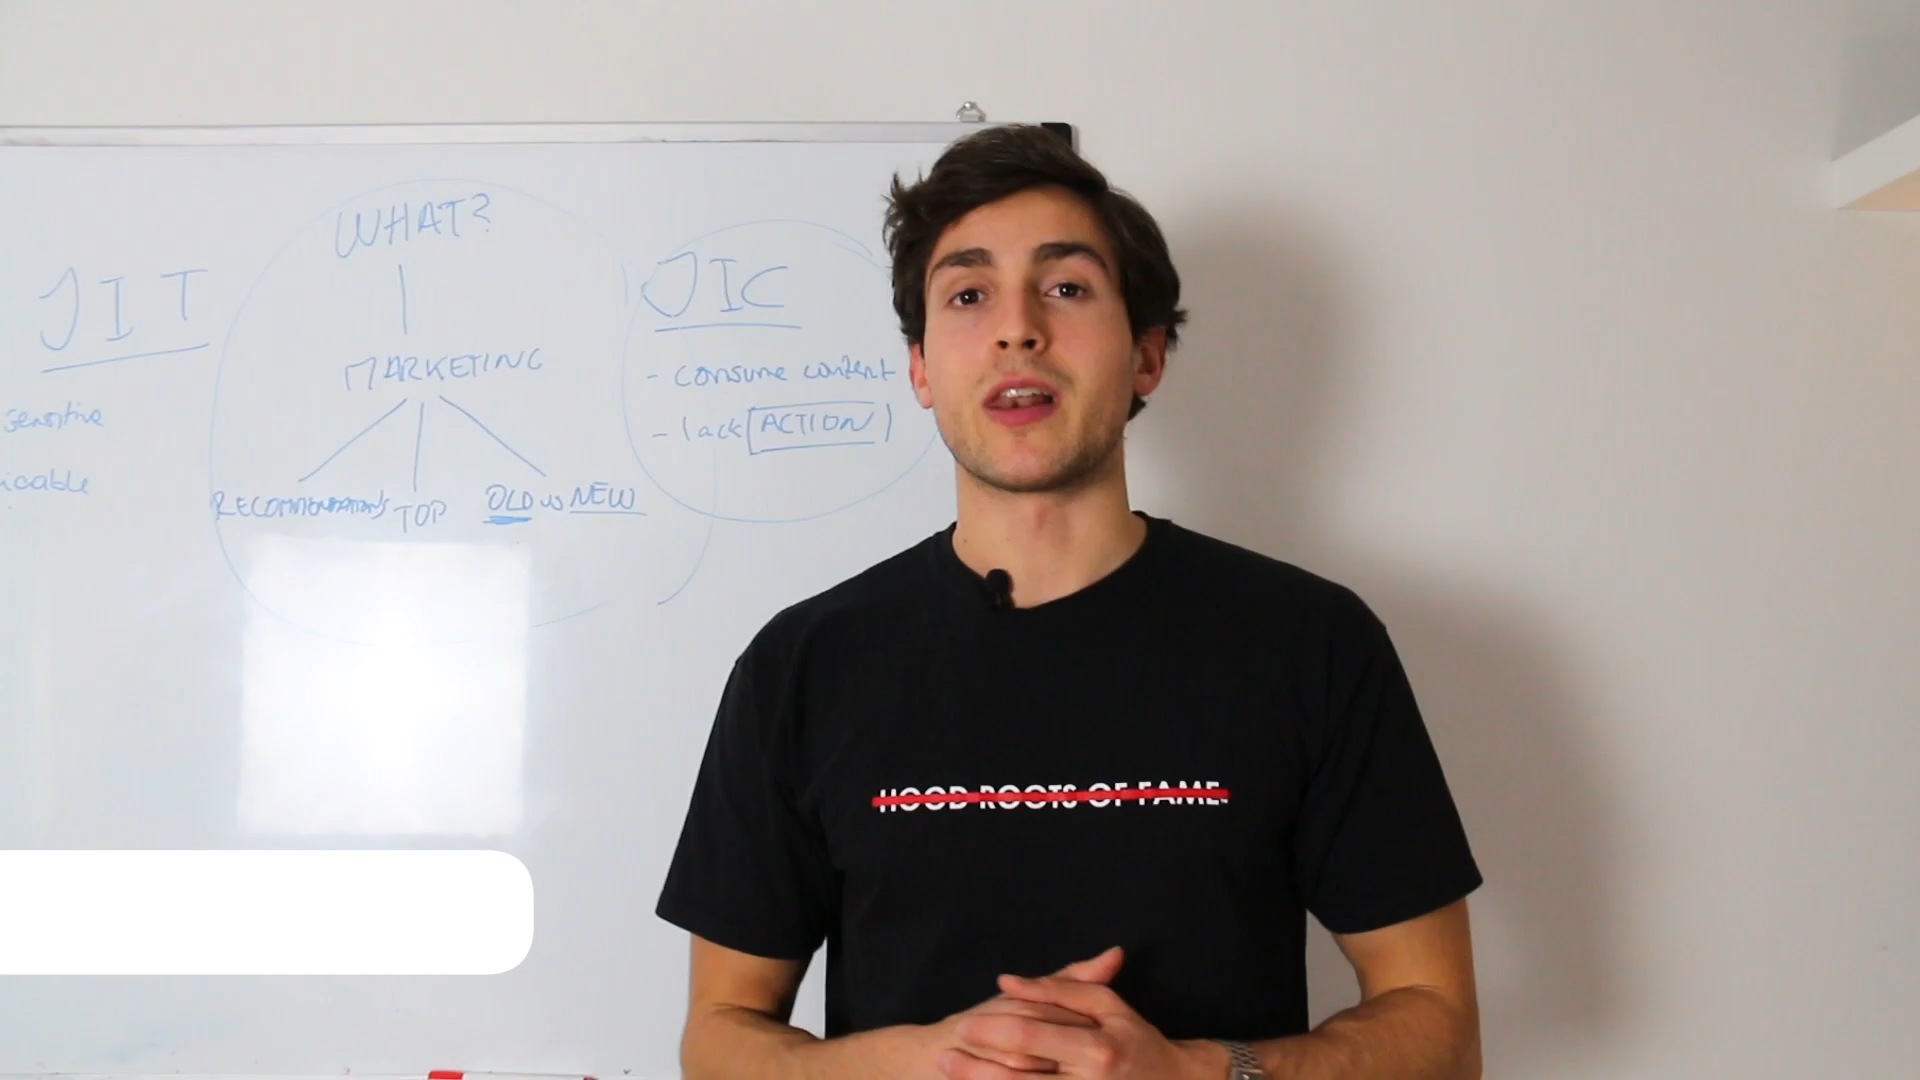 WHAT?
JIT
JIC
MARKETING
- consume content
- lack ACTION
sensitive
icable
RECOMMENDATIONS TOP OLD vs NEW
HOOD ROOTS OF FAME.